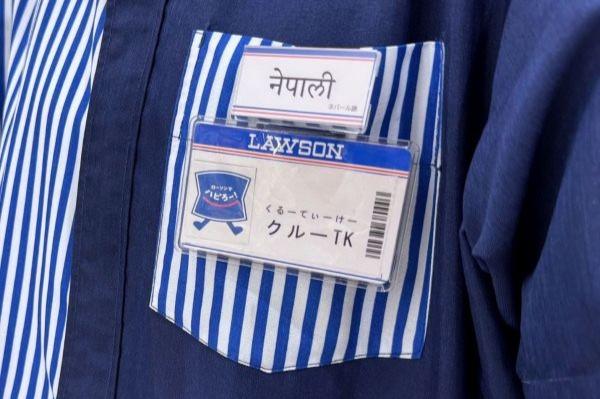 नेपाली
ネパール語
LAWSON
ローソンで
ハピろー!
くるーてぃーけー
クルーTK